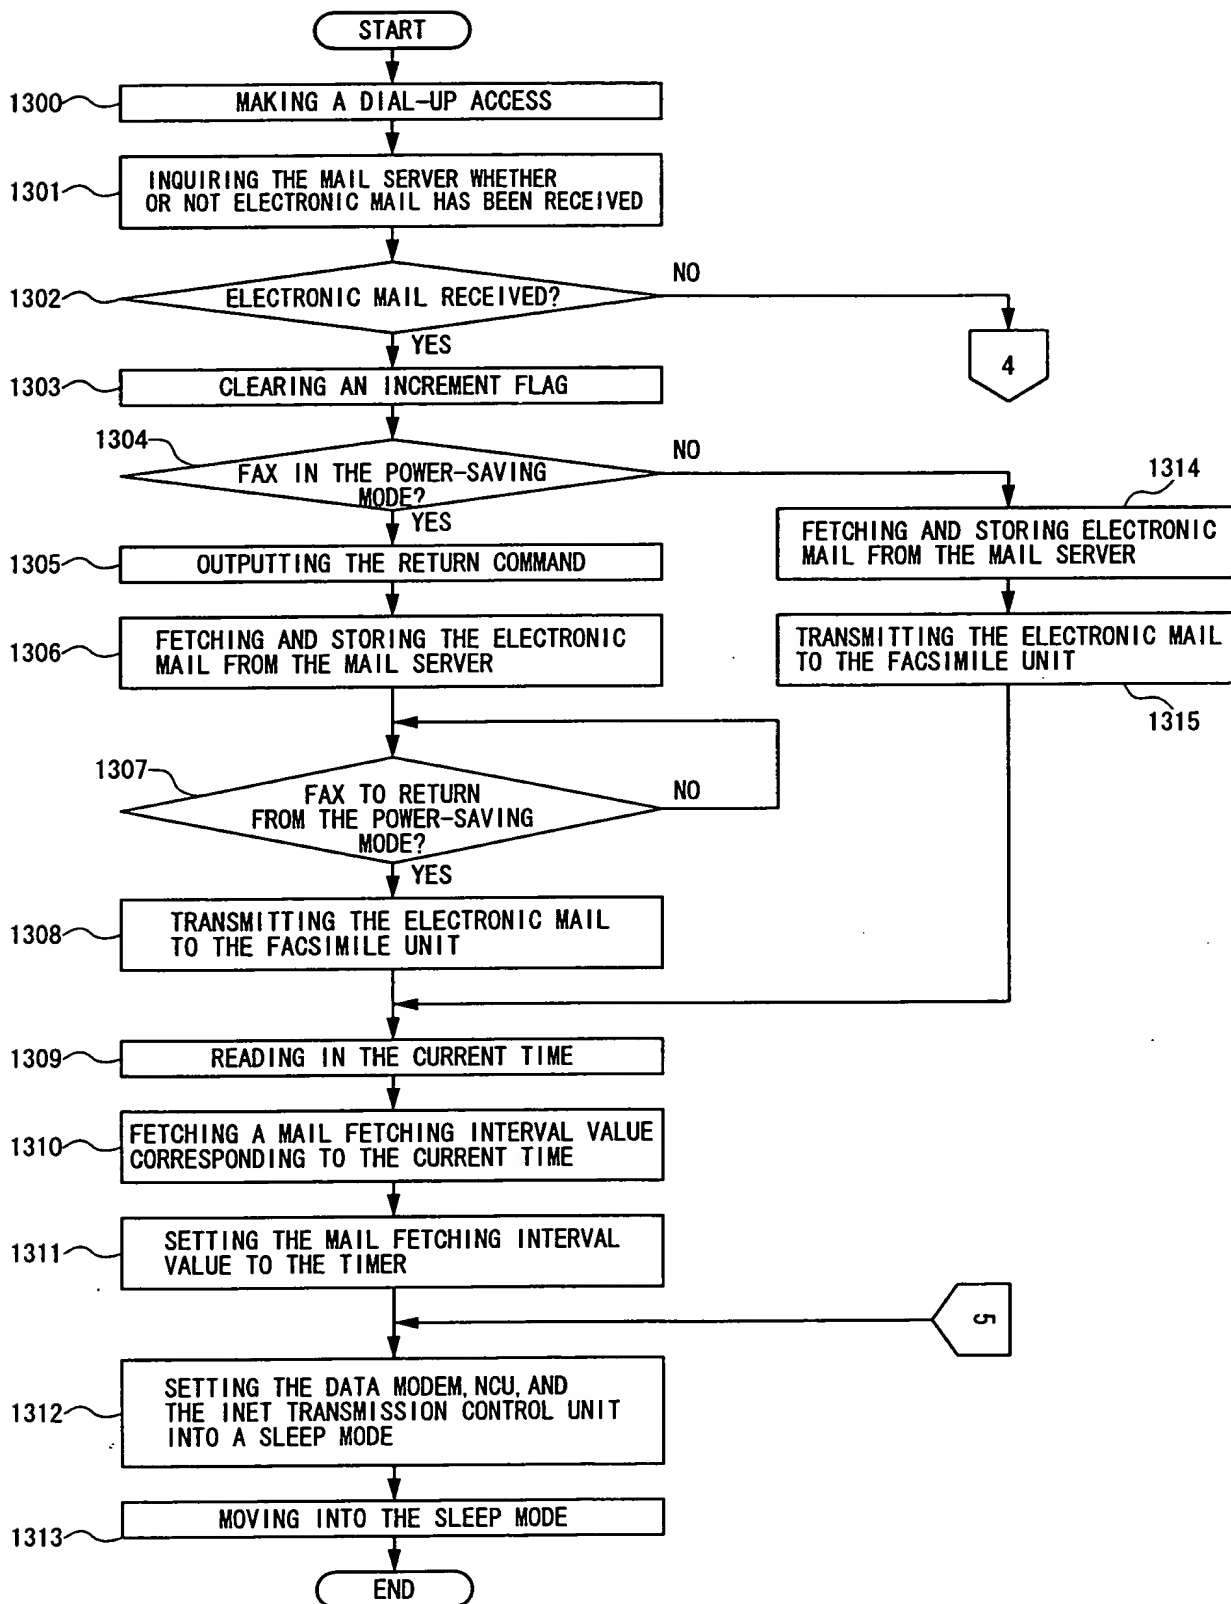 START
1300
MAKING A DIAL-UP ACCESS
1301
INQUIRING THE MAIL SERVER WHETHER
OR NOT ELECTRONIC MAIL HAS BEEN RECEIVED
1302
ELECTRONIC MAIL RECEIVED?
NO
YES
4
1303
CLEARING AN INCREMENT FLAG
1304
FAX IN THE POWER-SAVING
MODE?
NO
YES
1314
FETCHING AND STORING ELECTRONIC
MAIL FROM THE MAIL SERVER
1305
OUTPUTTING THE RETURN COMMAND
1306
FETCHING AND STORING THE ELECTRONIC
MAIL FROM THE MAIL SERVER
TRANSMITTING THE ELECTRONIC MAIL
TO THE FACSIMILE UNIT
1315
1307
FAX TO RETURN
FROM THE POWER-SAVING
MODE?
NO
YES
1308
TRANSMITTING THE ELECTRONIC MAIL
TO THE FACSIMILE UNIT
1309
READING IN THE CURRENT TIME
1310
FETCHING A MAIL FETCHING INTERVAL VALUE
CORRESPONDING TO THE CURRENT TIME
1311
SETTING THE MAIL FETCHING INTERVAL
VALUE TO THE TIMER
5
1312
SETTING THE DATA MODEM, NCU, AND
THE INET TRANSMISSION CONTROL UNIT
INTO A SLEEP MODE
1313
MOVING INTO THE SLEEP MODE
END